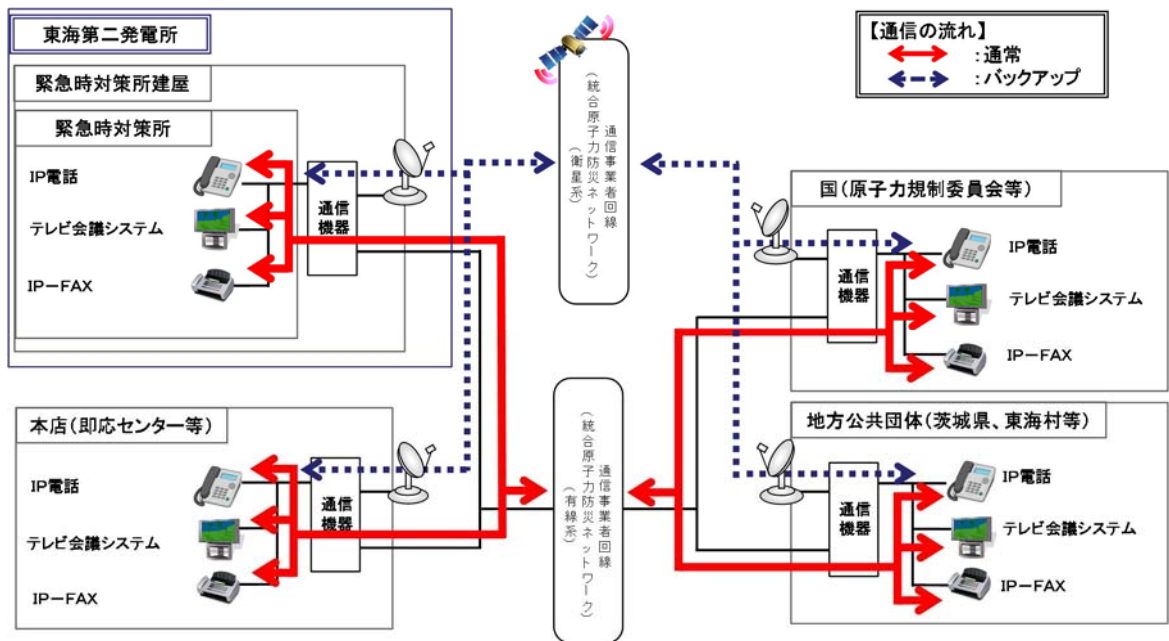 東海第二発電所
緊急時対策所建屋
緊急時対策所
IP電話
テレビ会議システム
IP－FAX
通信
機器
本店(即応センター等)
IP電話
テレビ会議システム
IP－FAX
通信
機器
通信事業者回線
(統合原子力防災ネットワーク)
(衛星系)
通信事業者回線
(統合原子力防災ネットワーク)
(有線系)
【通信の流れ】
：通常
：バックアップ
国(原子力規制委員会等)
通信
機器
IP電話
テレビ会議システム
IP－FAX
地方公共団体(茨城県、東海村等)
通信
機器
IP電話
テレビ会議システム
IP－FAX